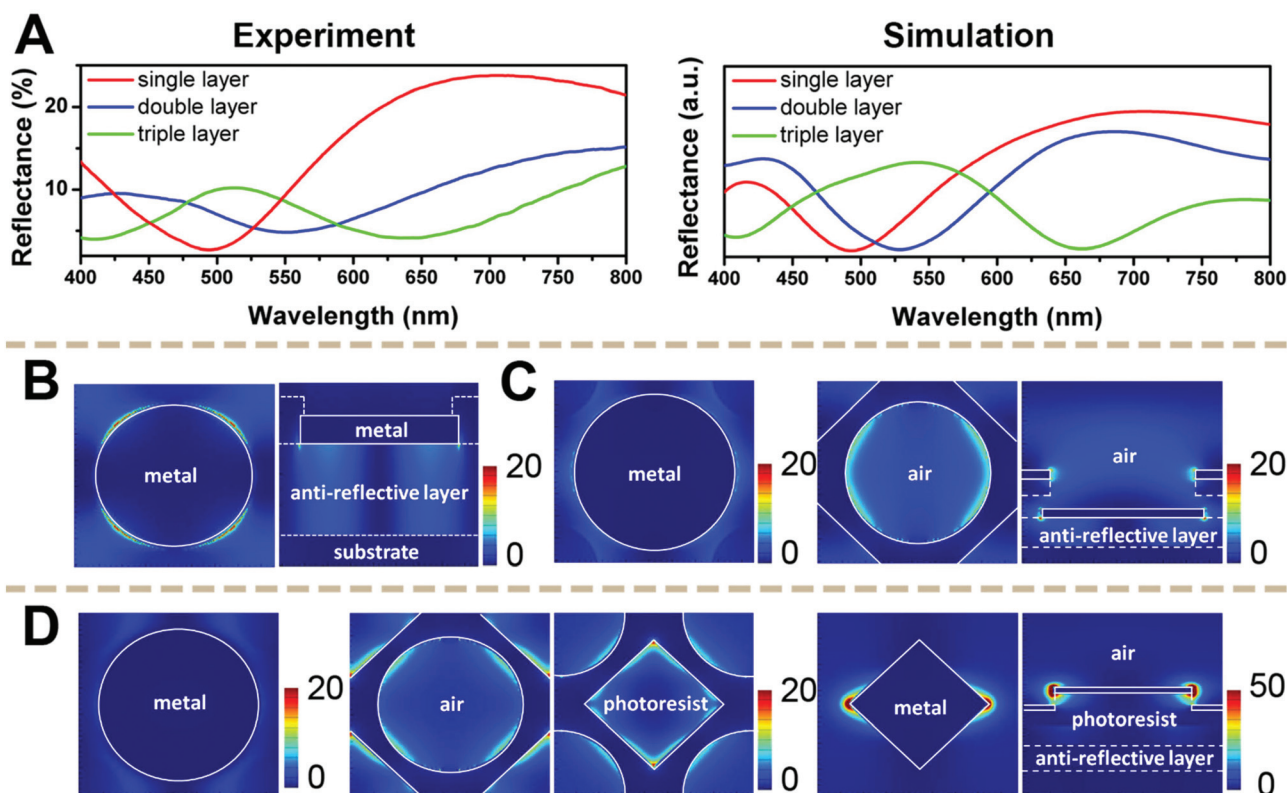 A
Experiment
Simulation
Reflectance (%)
20
10
single layer
double layer
triple layer
400 450 500 550 600 650 700 750 800
Wavelength (nm)
Reflectance (a.u.)
single layer
double layer
triple layer
400 450 500 550 600 650 700 750 800
Wavelength (nm)
B
metal
metal
anti-reflective layer
substrate
20
0
C
metal
20
0
air
air
anti-reflective layer
20
0
D
metal
20
0
air
photoresist
20
0
metal
air
photoresist
anti-reflective layer
50
0